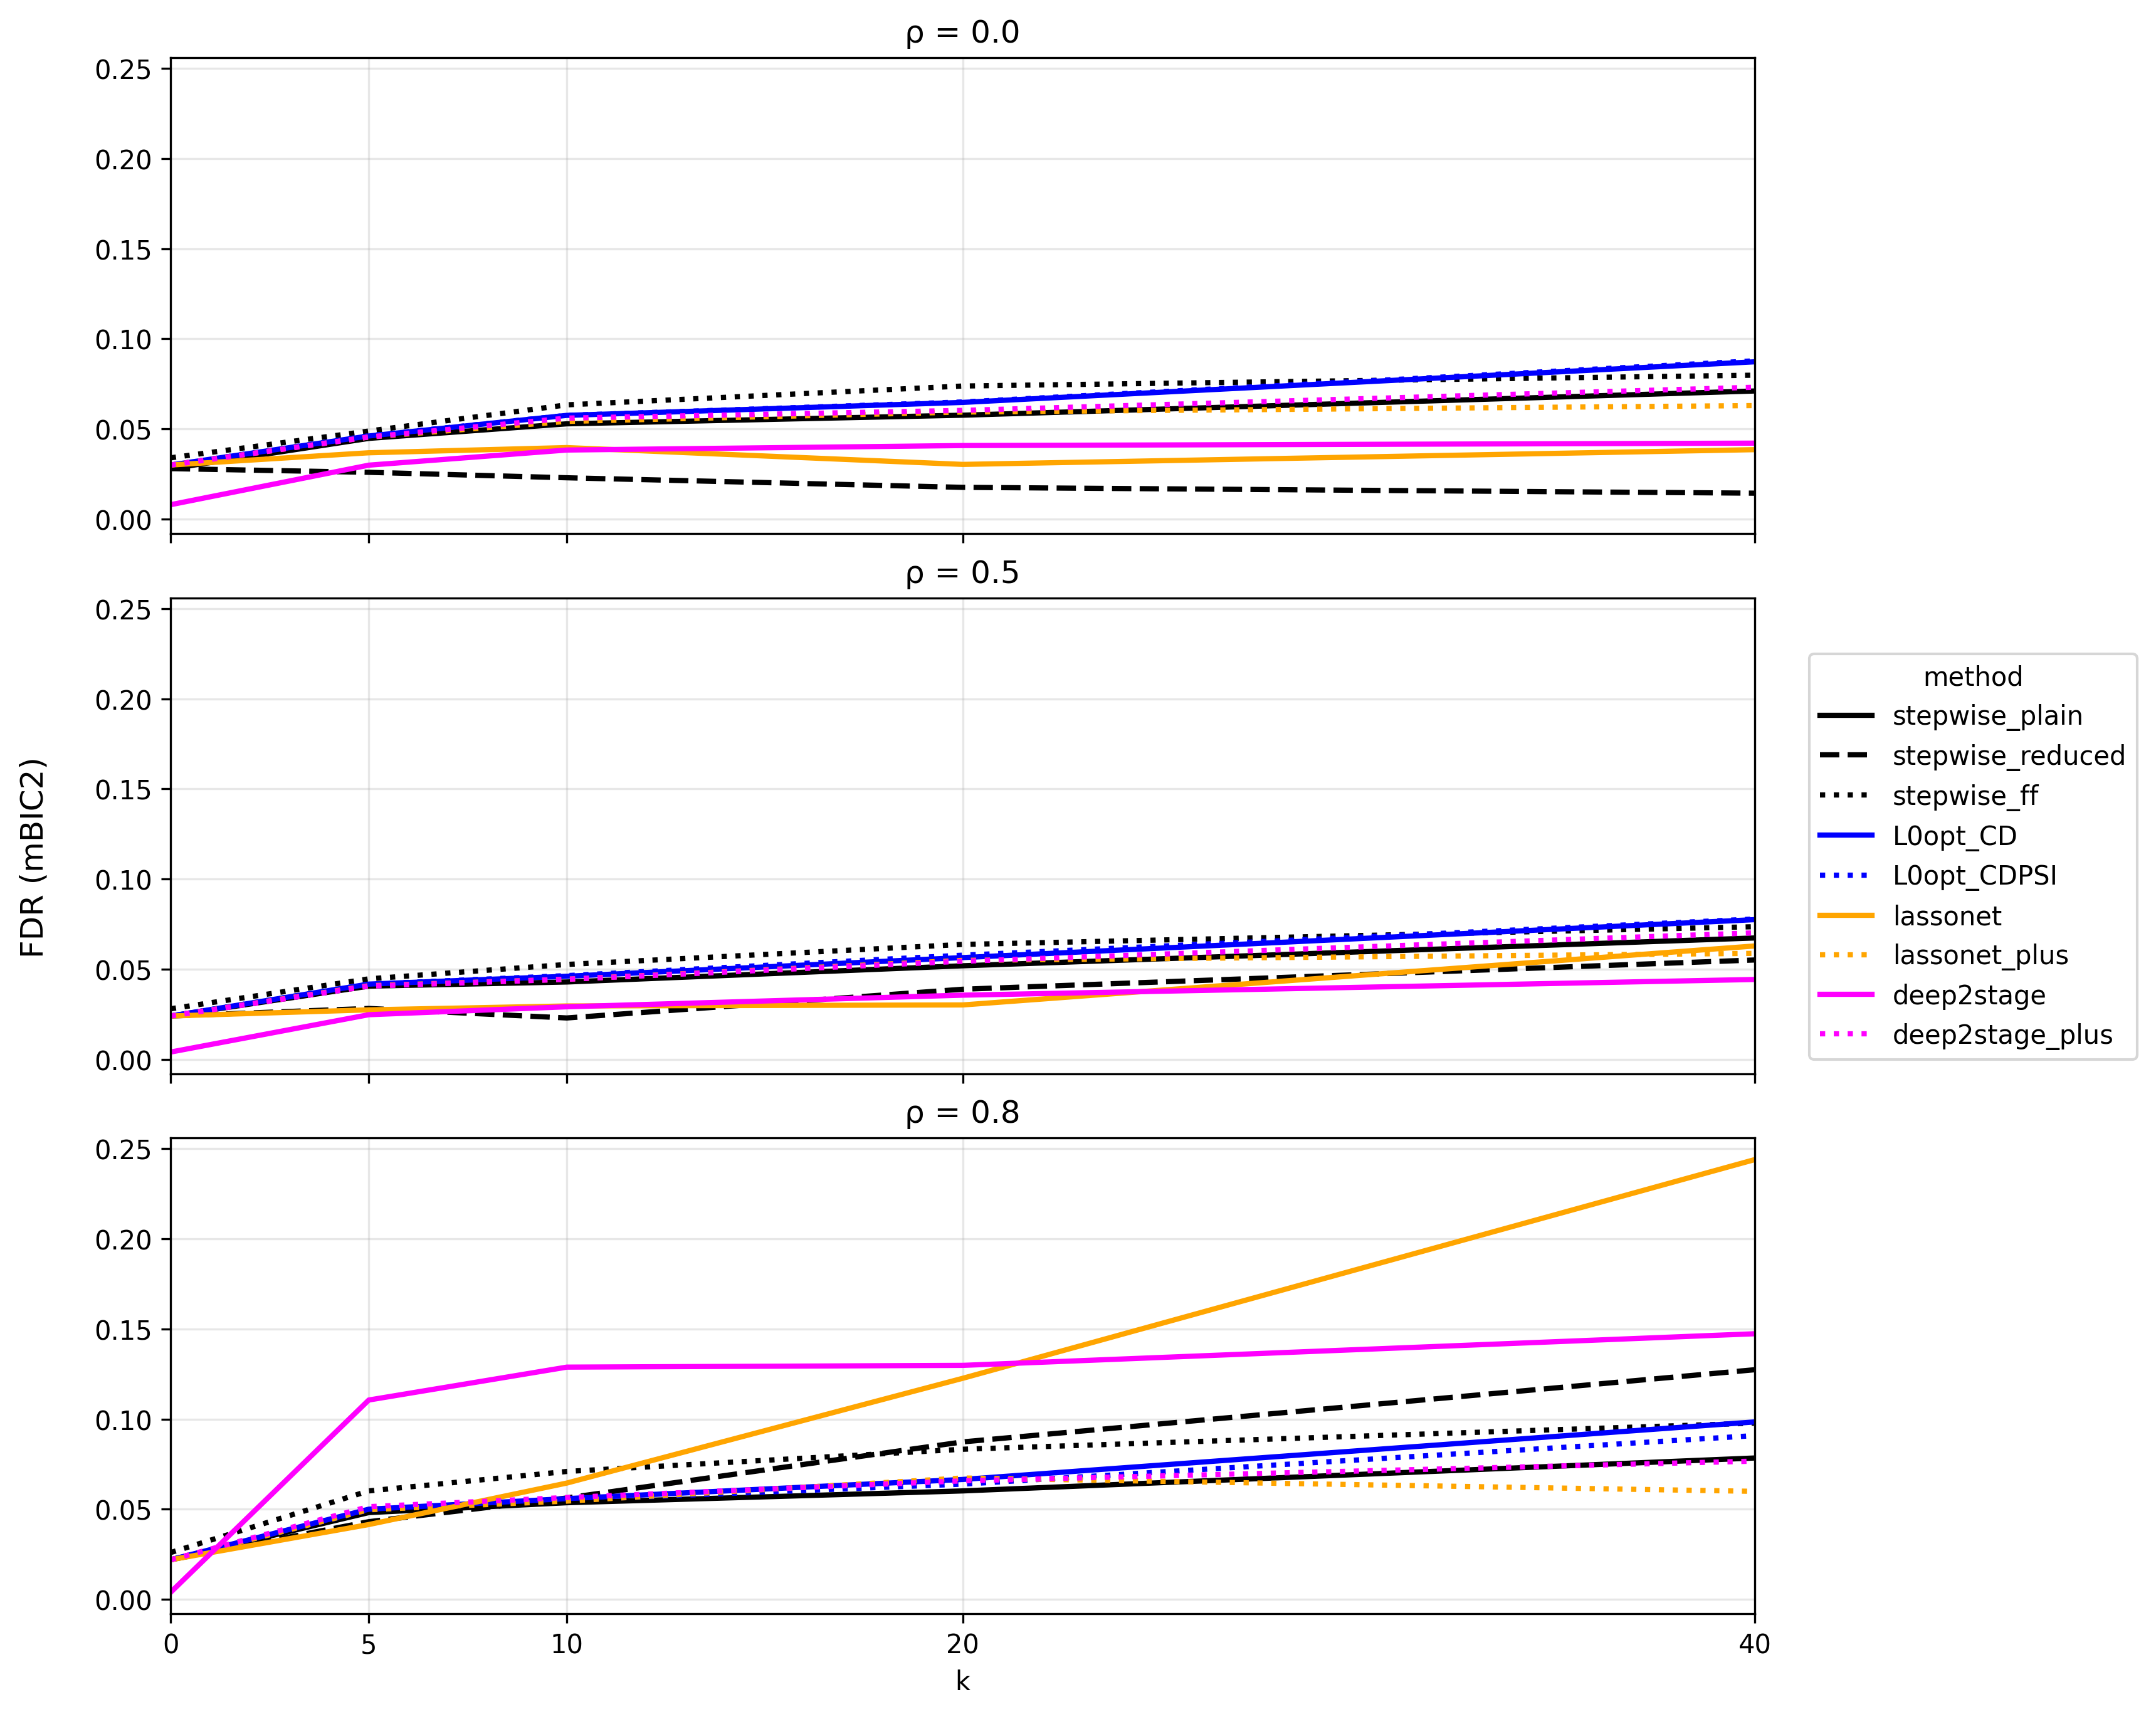 ρ = 0.0
0.25
0.20
0.15
0.10
0.05
0.00
ρ = 0.5
0.25
0.20
0.15
0.10
0.05
0.00
ρ = 0.8
0.25
0.20
0.15
0.10
0.05
0.00
0 5 10 20 40
k
FDR (mBIC2)
method
stepwise_plain
stepwise_reduced
stepwise_ff
L0opt_CD
L0opt_CDPSI
lassonet
lassonet_plus
deep2stage
deep2stage_plus